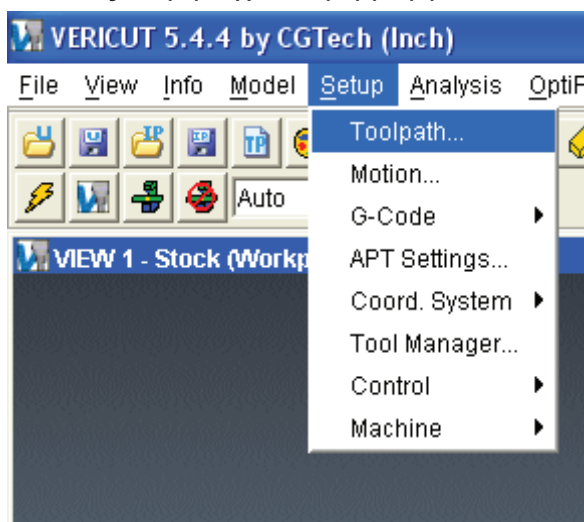 VERICUT 5.4.4 by CGTech (Inch)
File View Info Model Setup Analysis
Toolpath...
Motion...
Auto
G-Code
VIEW 1 - Stock
APT Settings...
Coord. System
Tool Manager...
Control
Machine